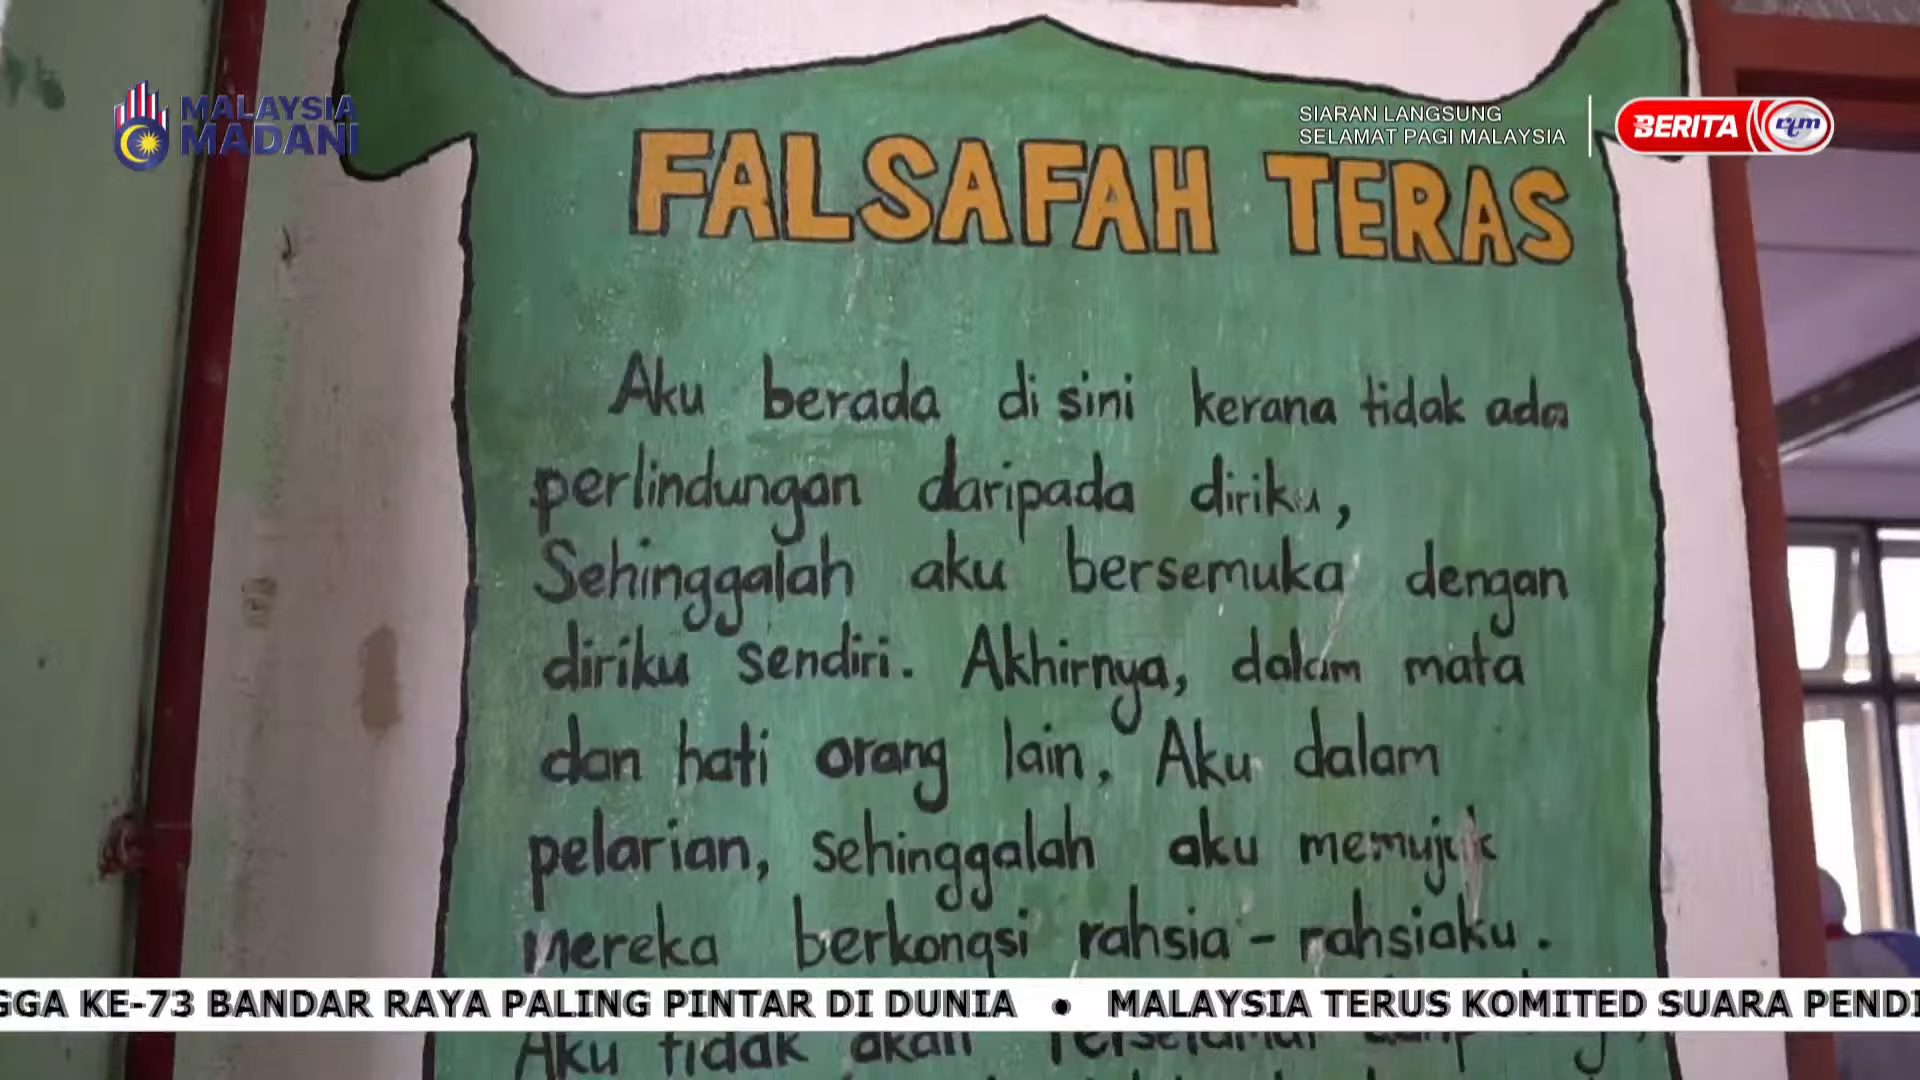 MALAYSIA
MADANI
SIARAN LANGSUNG
SELAMAT PAGI MALAYSIA
BERITA rtm
FALSAFAH TERAS
Aku berada di sini kerana tidak ada
perlindungan daripada diriku,
Sehinggalah aku bersemuka dengan
diriku sendiri. Akhirnya, dalam mata
dan hati orang lain, Aku dalam
pelarian, sehinggalah aku memujuk
mereka berkongsi rahsia - rahsiaku.
GGA KE-73 BANDAR RAYA PALING PINTAR DI DUNIA • MALAYSIA TERUS KOMITED SUARA PENDI
Aku tidak akan